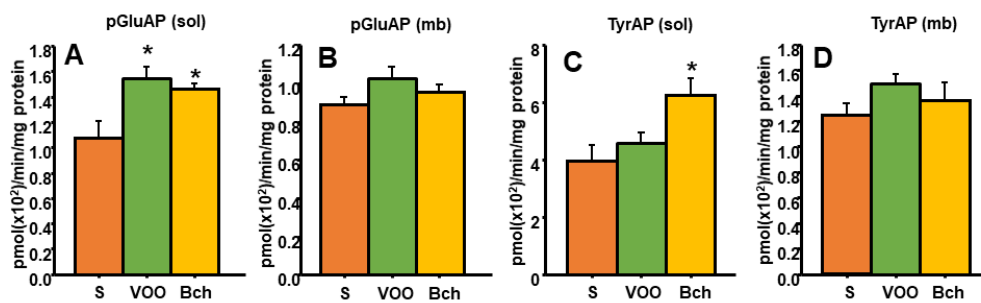 pGluAP (sol)
A
pmol(x10²)/min/mg protein
1.8
1.6
1.4
1.2
1.0
0.8
0.6
0.4
0.2
0.0
*
*
S VOO Bch
pGluAP (mb)
B
pmol(x10²)/min/mg protein
1.2
1.0
0.8
0.6
0.4
0.2
0.0
S VOO Bch
TyrAP (sol)
C
pmol(x10²)/min/mg protein
8
6
4
2
0
*
S VOO Bch
TyrAP (mb)
D
pmol(x10²)/min/mg protein
1.8
1.6
1.4
1.2
1.0
0.8
0.6
0.4
0.2
0.0
S VOO Bch